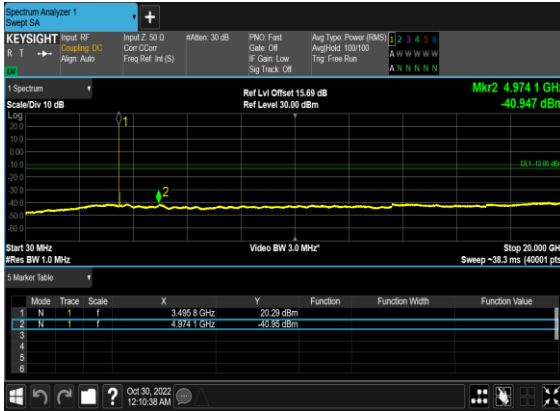 Spectrum Analyzer 1
Swept SA
+
KEYSIGHT Input: RF Input Z: 50 Ω #Atten: 30 dB PNO: Fast Avg Type: Power (RMS) 1 2 3 4 5 6
R T Coupling: DC Corr CCorr Gate: Off Avg|Hold: 100/100 A W W W W W
Align: Auto Freq Ref: Int (S) IF Gain: Low Trig: Free Run
Sig Track: Off A N N N N N
1 Spectrum
Ref Lvl Offset 15.69 dB Mkr2 4.974 1 GHz
Scale/Div 10 dB Ref Level 30.00 dBm -40.947 dBm
Log
20.0
10.0
0.00
-10.0
DL1 -13.00 dBm
-20.0
-30.0
-40.0
-50.0
-60.0
1
2
Start 30 MHz Video BW 3.0 MHz* Stop 20.000 GH
#Res BW 1.0 MHz Sweep ~38.3 ms (40001 pts
5 Marker Table
Mode Trace Scale X Y Function Function Width Function Value
1 N 1 f 3.495 8 GHz 20.29 dBm
2 N 1 f 4.974 1 GHz -40.95 dBm
3
4
5
6
? Oct 30, 2022
12:10:38 AM